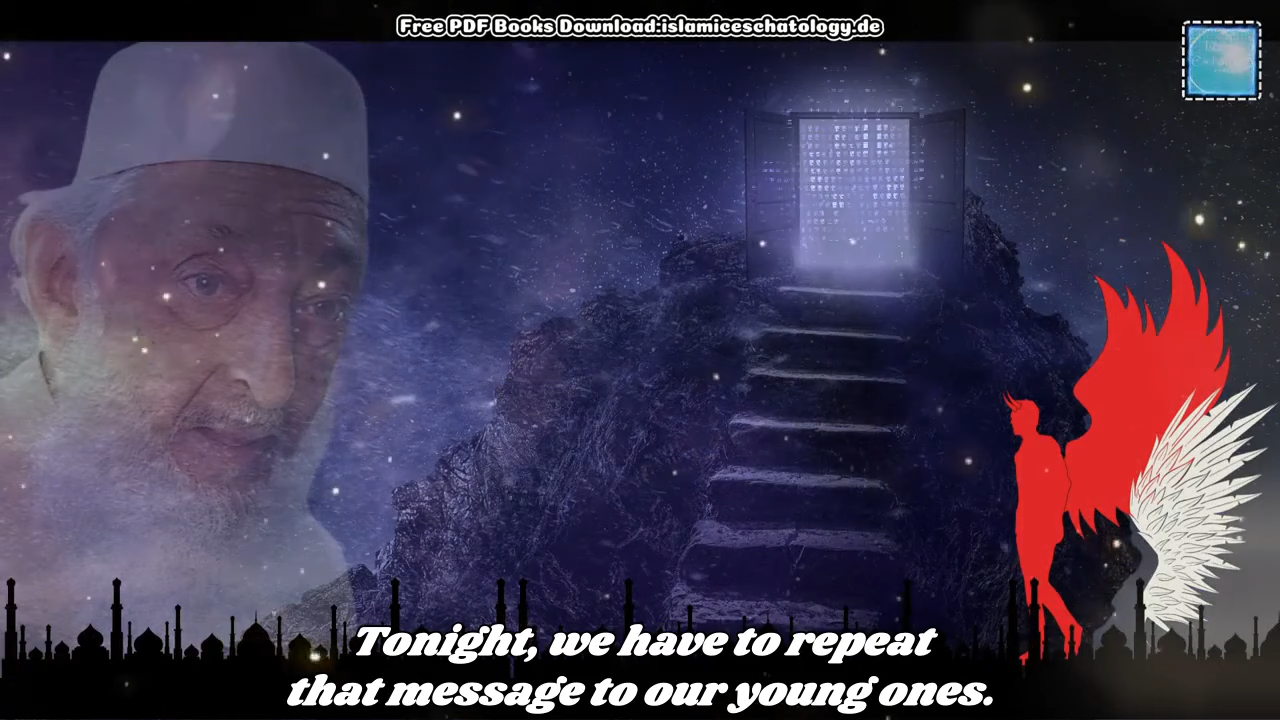 Free PDF Books Download:islamiceschatology.de
Tonight, we have to repeat
that message to our young ones.